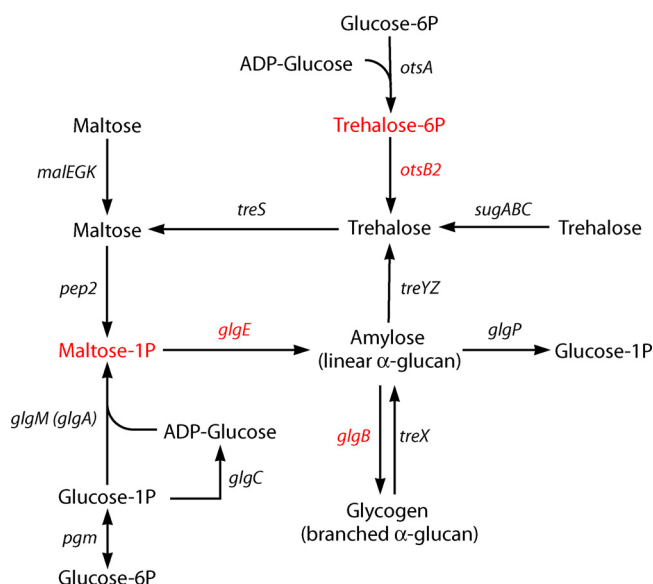 Glucose-6P
ADP-Glucose
otsA
Maltose
Trehalose-6P
malEGK
otsB2
treS
sugABC
Maltose
Trehalose
Trehalose
pep2
treYZ
glgE
glgP
Maltose-1P
Amylose
(linear α-glucan)
Glucose-1P
glgM (glgA)
ADP-Glucose
glgB
treX
glgC
Glucose-1P
Glycogen
(branched α-glucan)
pgm
Glucose-6P